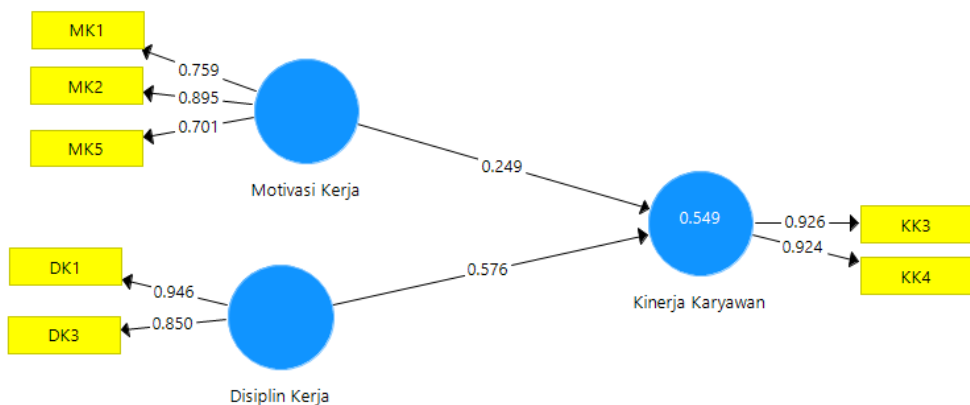 MK1
0.759
MK2
0.895
MK5
0.701
Motivasi Kerja
0.249
0.549
0.926
KK3
0.924
KK4
Kinerja Karyawan
DK1
0.946
0.576
DK3
0.850
Disiplin Kerja